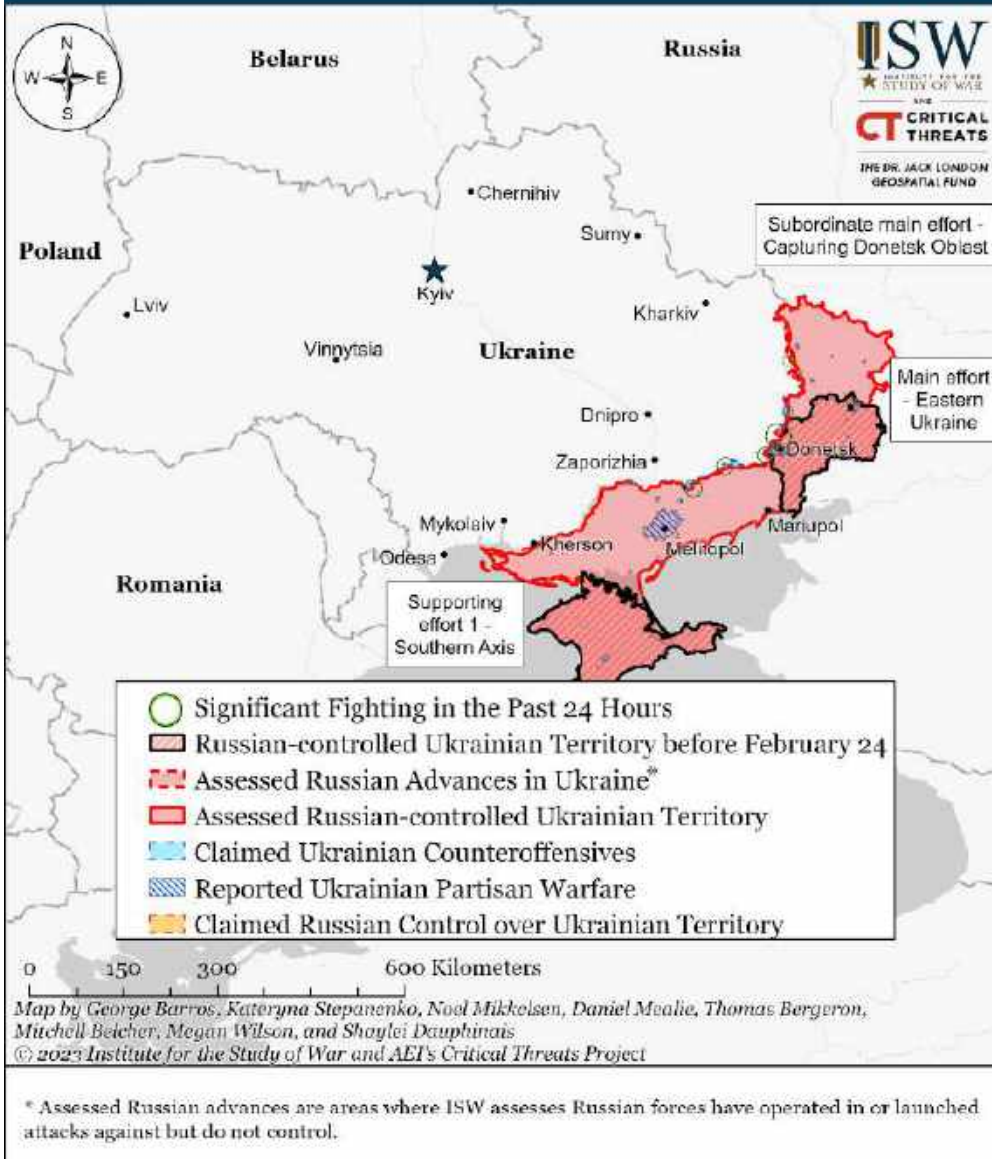 N
W E
S
Belarus
Russia
ISW
INSTITUTE FOR THE
STUDY OF WAR
AND
CT CRITICAL
THREATS
THE DR. JACK LONDON
GEOSPATIAL FUND
Chernihiv
Subordinate main effort -
Capturing Donetsk Oblast
Sumy
Poland
Kyiv
Lviv
Kharkiv
Vinnytsia
Ukraine
Main effort
- Eastern
Ukraine
Dnipro
Donetsk
Zaporizhia
Mariupol
Mykolaiv
Kherson
Melitopol
Odesa
Romania
Supporting
effort 1 -
Southern Axis
Significant Fighting in the Past 24 Hours
Russian-controlled Ukrainian Territory before February 24
Assessed Russian Advances in Ukraine*
Assessed Russian-controlled Ukrainian Territory
Claimed Ukrainian Counteroffensives
Reported Ukrainian Partisan Warfare
Claimed Russian Control over Ukrainian Territory
0 150 300 600 Kilometers
Map by George Barros, Kateryna Stepanenko, Noel Mikkelsen, Daniel Mealie, Thomas Bergeron,
Mitchell Belcher, Megan Wilson, and Shaylei Dauphinais
© 2023 Institute for the Study of War and AEI's Critical Threats Project
* Assessed Russian advances are areas where ISW assesses Russian forces have operated in or launched
attacks against but do not control.